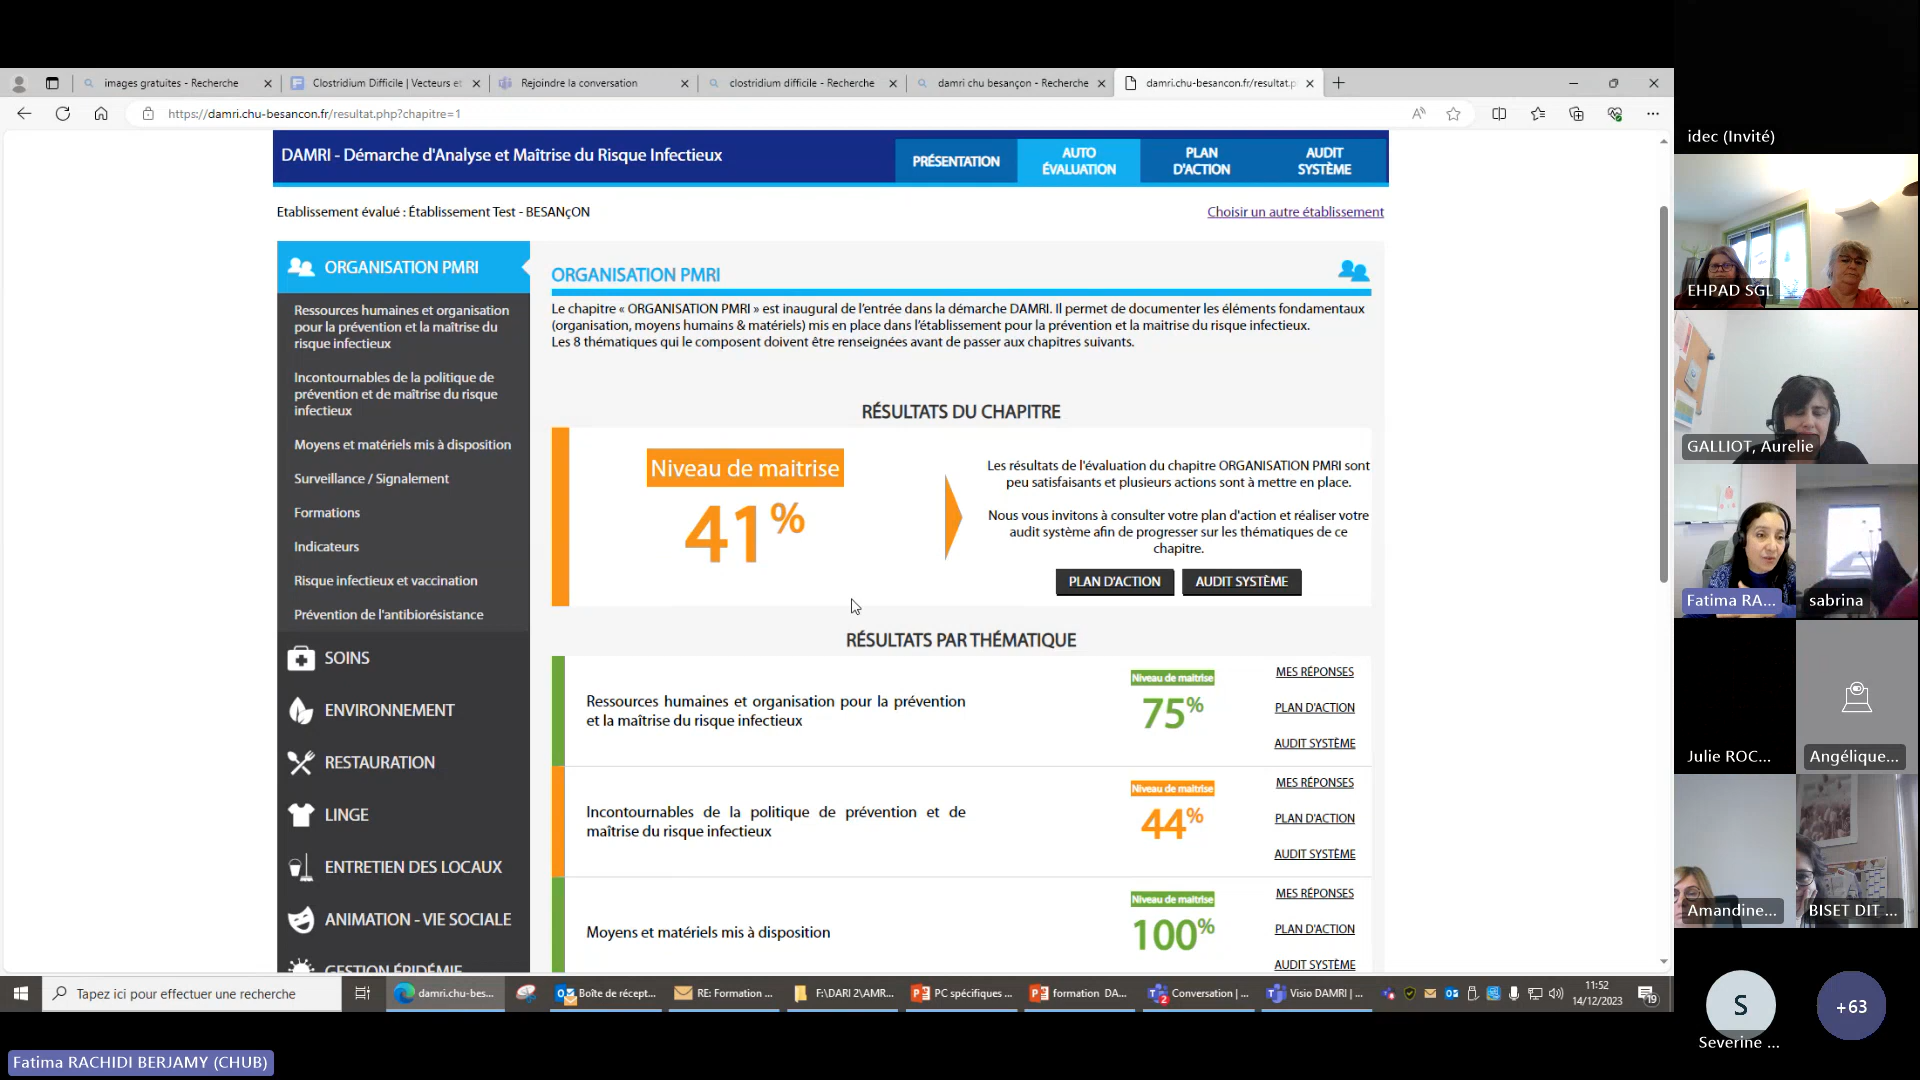 images gratuites - Recherche
Clostridium Difficile | Vecteurs et
Rejoindre la conversation
clostridium difficile - Recherche
damri chu besançon - Recherche
damri.chu-besancon.fr/resultat.p
https://damri.chu-besancon.fr/resultat.php?chapitre=1
DAMRI - Démarche d'Analyse et Maîtrise du Risque Infectieux
PRÉSENTATION
AUTO
ÉVALUATION
PLAN
D'ACTION
AUDIT
SYSTÈME
Etablissement évalué : Établissement Test - BESANçON
Choisir un autre établissement
ORGANISATION PMRI
Ressources humaines et organisation
pour la prévention et la maîtrise du
risque infectieux
Incontournables de la politique de
prévention et de maîtrise du risque
infectieux
Moyens et matériels mis à disposition
Surveillance / Signalement
Formations
Indicateurs
Risque infectieux et vaccination
Prévention de l'antibiorésistance
SOINS
ENVIRONNEMENT
RESTAURATION
LINGE
ENTRETIEN DES LOCAUX
ANIMATION - VIE SOCIALE
GESTION ÉPIDÉMIE
ORGANISATION PMRI
Le chapitre « ORGANISATION PMRI » est inaugural de l'entrée dans la démarche DAMRI. Il permet de documenter les éléments fondamentaux
(organisation, moyens humains & matériels) mis en place dans l'établissement pour la prévention et la maitrise du risque infectieux.
Les 8 thématiques qui le composent doivent être renseignées avant de passer aux chapitres suivants.
RÉSULTATS DU CHAPITRE
Niveau de maitrise
41%
Les résultats de l'évaluation du chapitre ORGANISATION PMRI sont
peu satisfaisants et plusieurs actions sont à mettre en place.
Nous vous invitons à consulter votre plan d'action et réaliser votre
audit système afin de progresser sur les thématiques de ce
chapitre.
PLAN D'ACTION
AUDIT SYSTÈME
RÉSULTATS PAR THÉMATIQUE
Ressources humaines et organisation pour la prévention
et la maîtrise du risque infectieux
Niveau de maitrise
75%
MES RÉPONSES
PLAN D'ACTION
AUDIT SYSTÈME
Incontournables de la politique de prévention et de
maîtrise du risque infectieux
Niveau de maitrise
44%
MES RÉPONSES
PLAN D'ACTION
AUDIT SYSTÈME
Moyens et matériels mis à disposition
Niveau de maitrise
100%
MES RÉPONSES
PLAN D'ACTION
AUDIT SYSTÈME
Tapez ici pour effectuer une recherche
damri.chu-bes...
Boîte de récept...
RE: Formation ...
F:\DARI 2\AMR...
PC spécifiques ...
formation DA...
Conversation | ...
Visio DAMRI | ...
11:52
14/12/2023
19
idec (Invité)
EHPAD SGL
GALLIOT, Aurelie
Fatima RA...
sabrina
Julie ROC...
Angélique...
Amandine...
BISET DIT ...
S
Severine ...
+63
Fatima RACHIDI BERJAMY (CHUB)